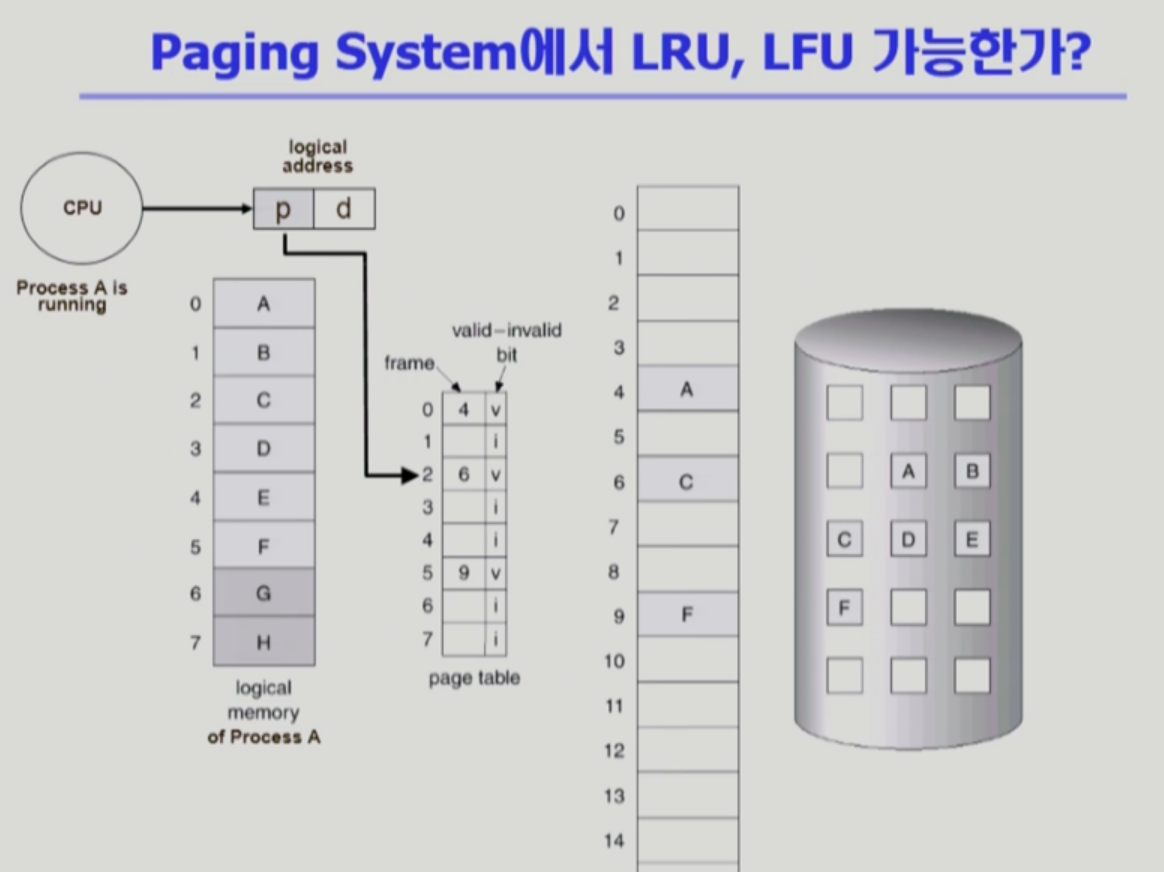 Paging System에서 LRU, LFU 가능한가?
logical
address
CPU
p d
Process A is
running
0 A
1 B
2 C
3 D
4 E
5 F
6 G
7 H
logical
memory
of Process A
valid–invalid
bit
frame
0 4 v
1 i
2 6 v
3 i
4 i
5 9 v
6 i
7 i
page table
0
1
2
3
4 A
5
6 C
7
8
9 F
10
11
12
13
14
A B
C D E
F